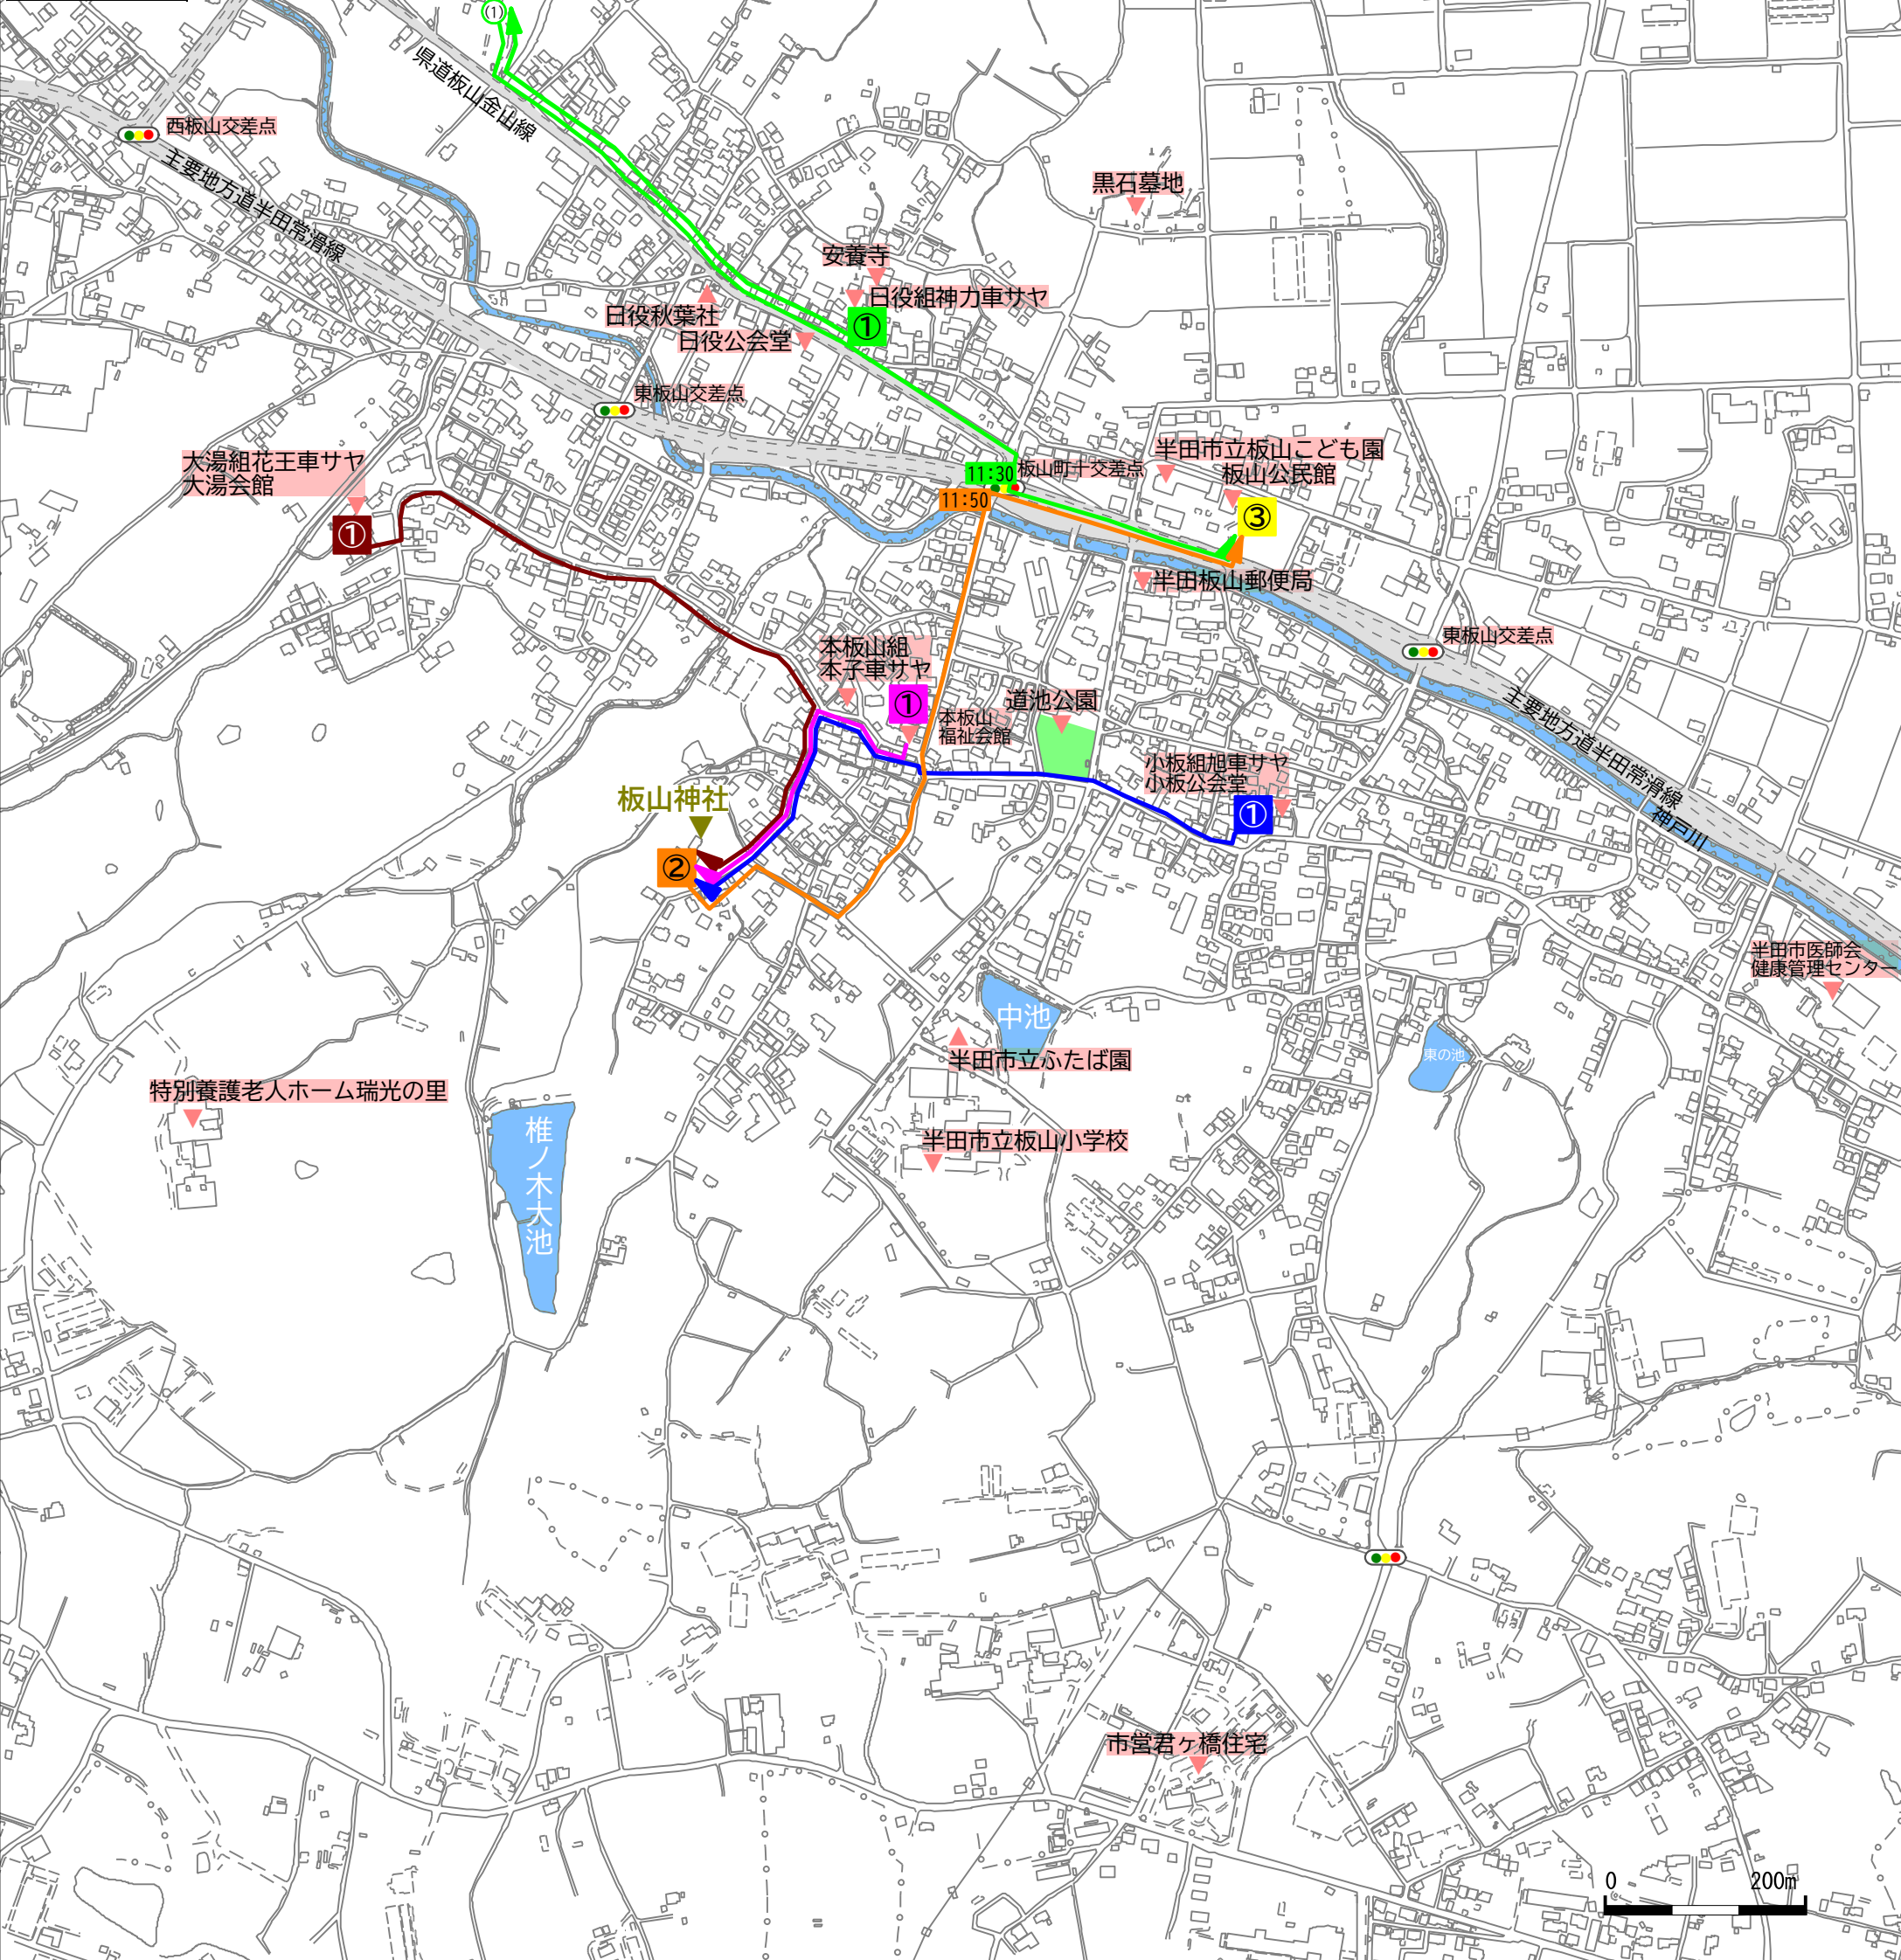 (1)
県道板山金山線
西板山交差点
主要地方道半田常滑線
黒石墓地
安養寺
日役組神力車サヤ
①
日役秋葉社
日役公会堂
東板山交差点
大湯組花王車サヤ
大湯会館
①
半田市立板山こども園
板山公民館
板山町十交差点
11:30
11:50
③
半田板山郵便局
東板山交差点
本板山組
本子車サヤ
①
本板山
福祉会館
道池公園
主要地方道半田常滑線
神戸川
小板組旭車サヤ
小板公会堂
①
板山神社
②
半田市医師会
健康管理センター
中池
半田市立ふたば園
東の池
特別養護老人ホーム瑞光の里
椎ノ木大池
半田市立板山小学校
市営君ヶ橋住宅
0 200m